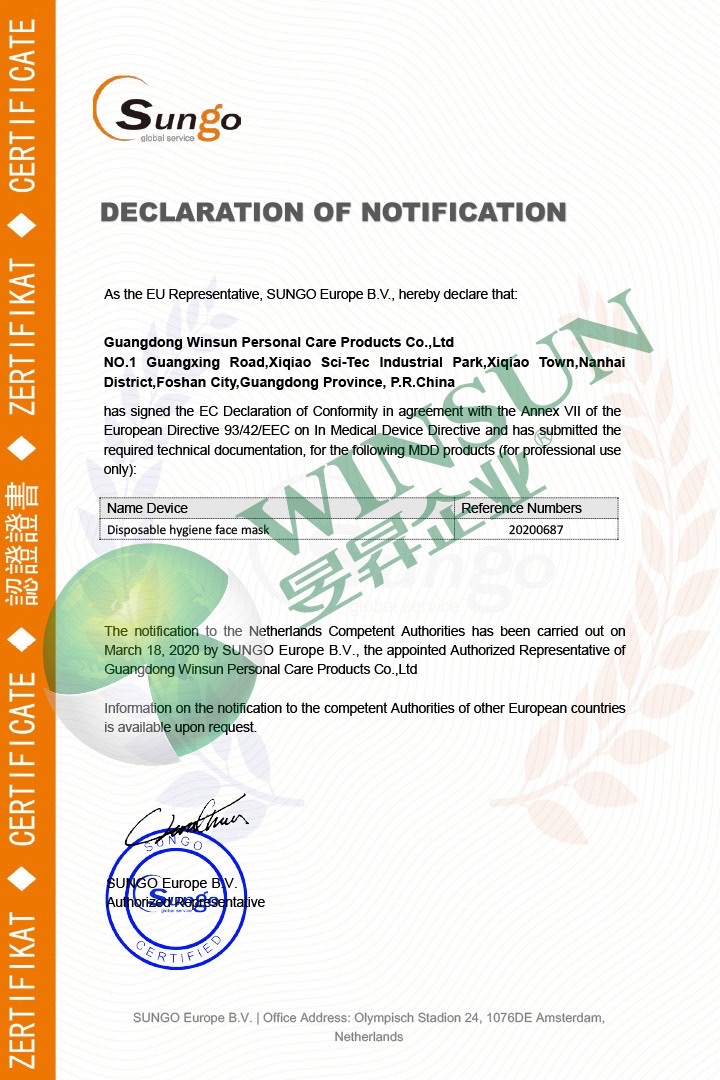 CERTIFICATE ◆ ZERTIFIKAT ◆ 認證證書 ◆ CERTIFICATE ◆ ZERTIFIKAT
Sungo
global service
DECLARATION OF NOTIFICATION
As the EU Representative, SUNGO Europe B.V., hereby declare that:
Guangdong Winsun Personal Care Products Co.,Ltd
NO.1 Guangxing Road,Xiqiao Sci-Tec Industrial Park,Xiqiao Town,Nanhai
District,Foshan City,Guangdong Province, P.R.China
has signed the EC Declaration of Conformity in agreement with the Annex VII of the
European Directive 93/42/EEC on In Medical Device Directive and has submitted the
required technical documentation, for the following MDD products (for professional use
only):
Name Device Reference Numbers
Disposable hygiene face mask 20200687
WINSUN®
昱昇企业
Sungo
global service
The notification to the Netherlands Competent Authorities has been carried out on
March 18, 2020 by SUNGO Europe B.V., the appointed Authorized Representative of
Guangdong Winsun Personal Care Products Co.,Ltd
Information on the notification to the competent Authorities of other European countries
is available upon request.
SUNGO
SUNGO Europe B.V.
Authorized Representative
Sungo
global service
CERTIFIED
SUNGO Europe B.V. | Office Address: Olympisch Stadion 24, 1076DE Amsterdam,
Netherlands